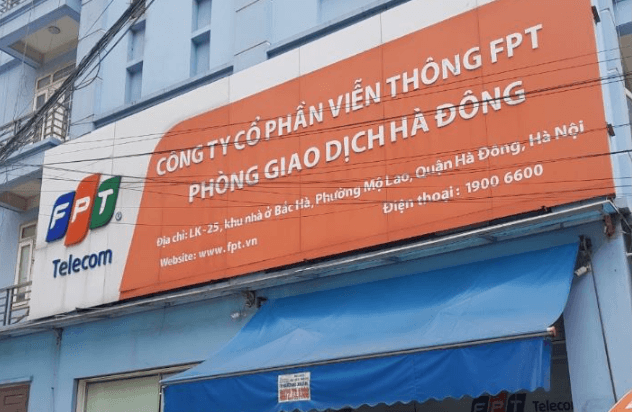 CÔNG TY CỔ PHẦN VIỄN THÔNG FPT
PHÒNG GIAO DỊCH HÀ ĐÔNG
Địa chỉ: LK - 25, khu nhà ở Bắc Hà, Phường Mộ Lao, Quận Hà Đông, Hà Nội
Website: www.fpt.vn
Điện thoại : 1900 6600
FPT
Telecom
FPT Telecom